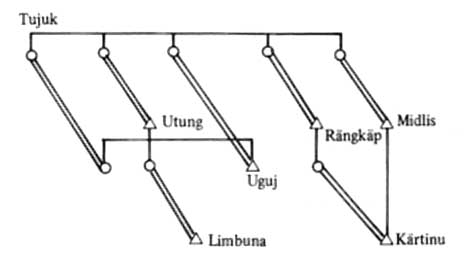 Tujuk
Utung
Midlis
Rängkäp
Uguj
Limbuna
Kärtinu